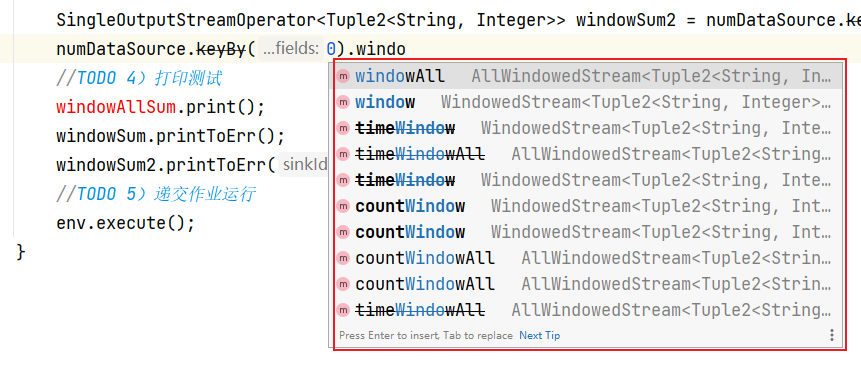 SingleOutputStreamOperator<Tuple2<String, Integer>> windowSum2 = numDataSource.ke
numDataSource.keyBy( ...fields: 0).windo
//TODO 4）打印测试
windowAllSum.print();
windowSum.printToErr();
windowSum2.printToErr( sinkId
//TODO 5）递交作业运行
env.execute();
}
m windowAll AllWindowedStream<Tuple2<String, In…
m window WindowedStream<Tuple2<String, Integer>…
m timeWindow WindowedStream<Tuple2<String, Inte…
m timeWindowAll AllWindowedStream<Tuple2<String…
m timeWindow WindowedStream<Tuple2<String, Inte…
m countWindow WindowedStream<Tuple2<String, Int…
m countWindow WindowedStream<Tuple2<String, Int…
m countWindowAll AllWindowedStream<Tuple2<Strin…
m countWindowAll AllWindowedStream<Tuple2<Strin…
m timeWindowAll AllWindowedStream<Tuple2<String…
Press Enter to insert, Tab to replace Next Tip